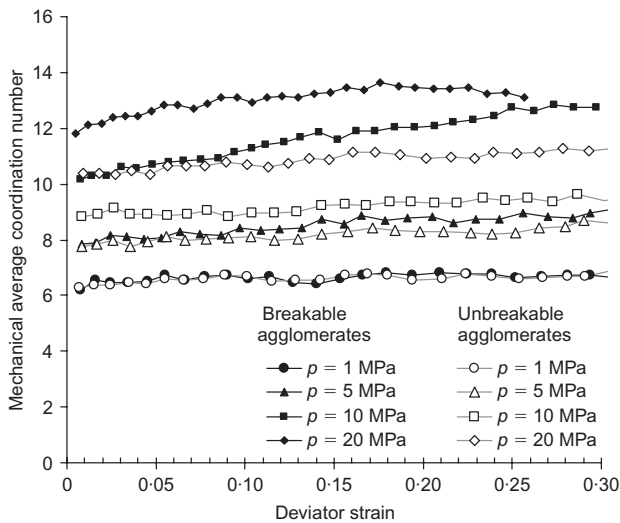 16
14
12
10
8
6
4
2
0
Mechanical average coordination number
Breakable
agglomerates
p = 1 MPa
p = 5 MPa
p = 10 MPa
p = 20 MPa
Unbreakable
agglomerates
p = 1 MPa
p = 5 MPa
p = 10 MPa
p = 20 MPa
0 0·05 0·10 0·15 0·20 0·25 0·30
Deviator strain